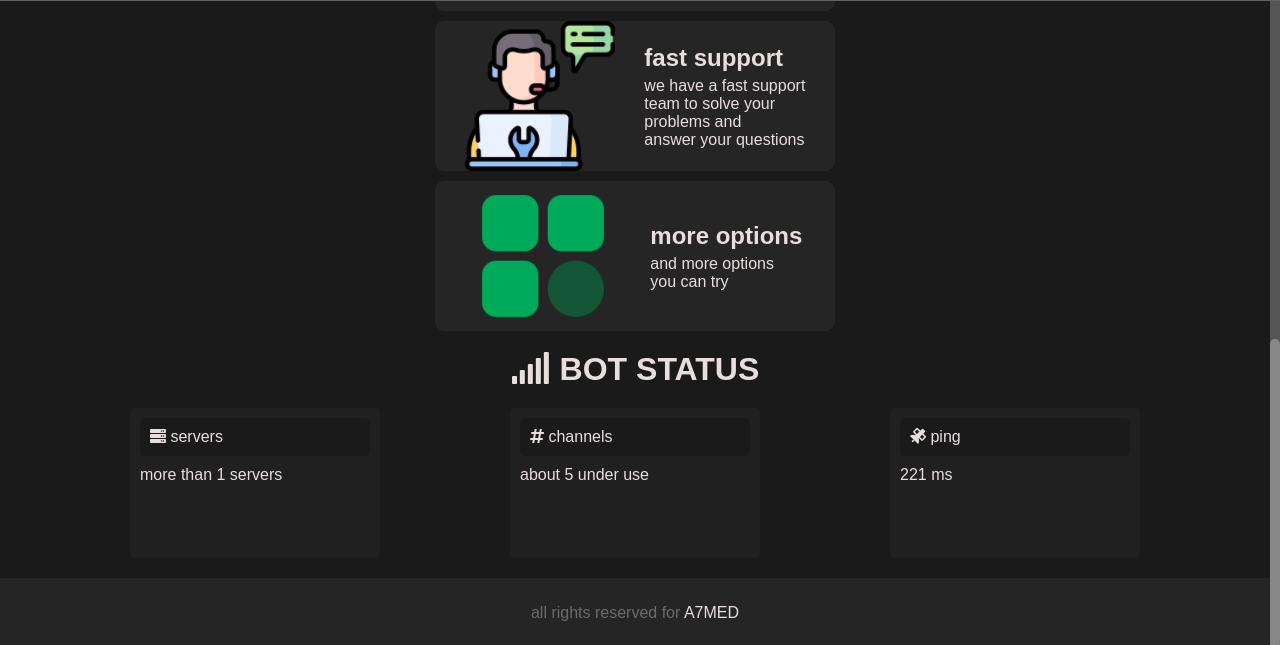 fast support
we have a fast support
team to solve your
problems and
answer your questions
more options
and more options
you can try
BOT STATUS
servers
more than 1 servers
# channels
about 5 under use
ping
221 ms
all rights reserved for A7MED